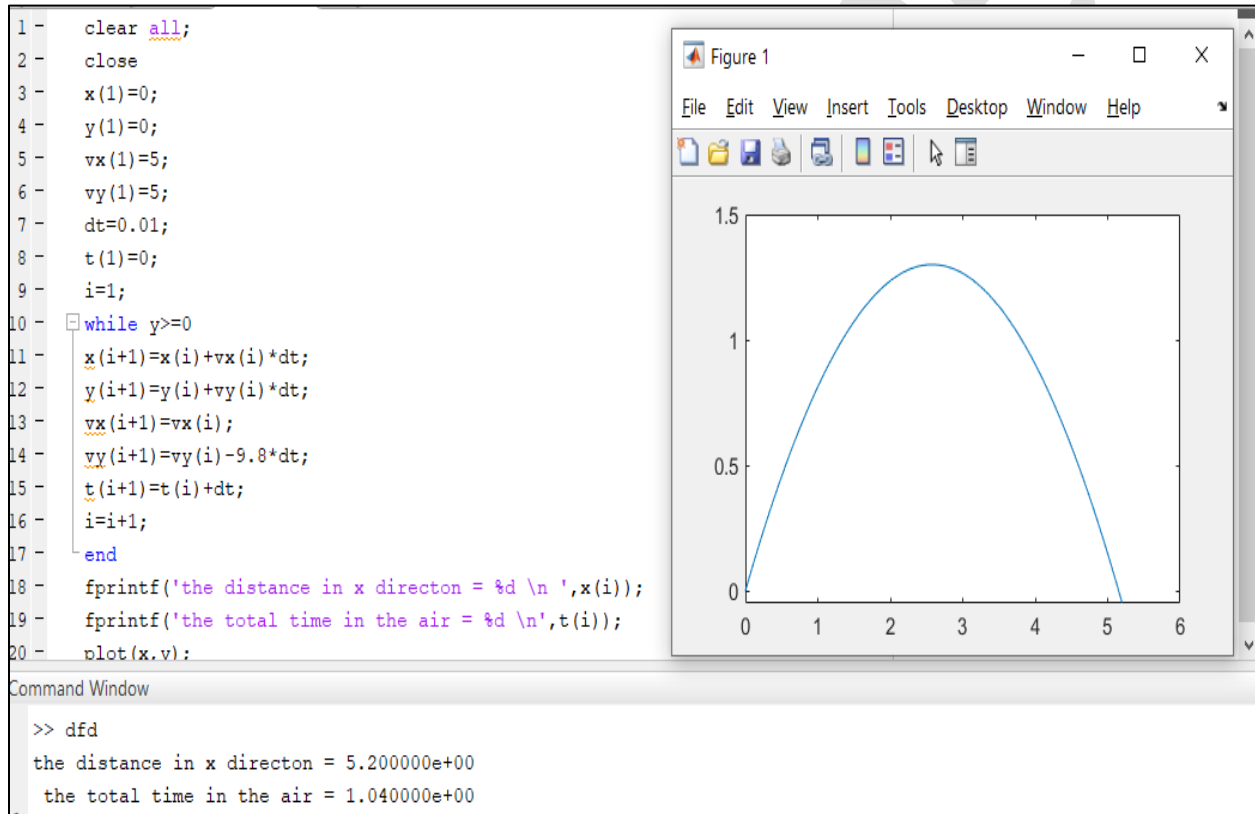 1 - clear all;
2 - close
3 - x(1)=0;
4 - y(1)=0;
5 - vx(1)=5;
6 - vy(1)=5;
7 - dt=0.01;
8 - t(1)=0;
9 - i=1;
10 - while y>=0
11 - x(i+1)=x(i)+vx(i)*dt;
12 - y(i+1)=y(i)+vy(i)*dt;
13 - vx(i+1)=vx(i);
14 - vy(i+1)=vy(i)-9.8*dt;
15 - t(i+1)=t(i)+dt;
16 - i=i+1;
17 - end
18 - fprintf('the distance in x directon = %d \n ',x(i));
19 - fprintf('the total time in the air = %d \n',t(i));
20 - plot(x,y);
Figure 1
File Edit View Insert Tools Desktop Window Help
1.5
1
0.5
0
0 1 2 3 4 5 6
Command Window
>> dfd
the distance in x directon = 5.200000e+00
the total time in the air = 1.040000e+00